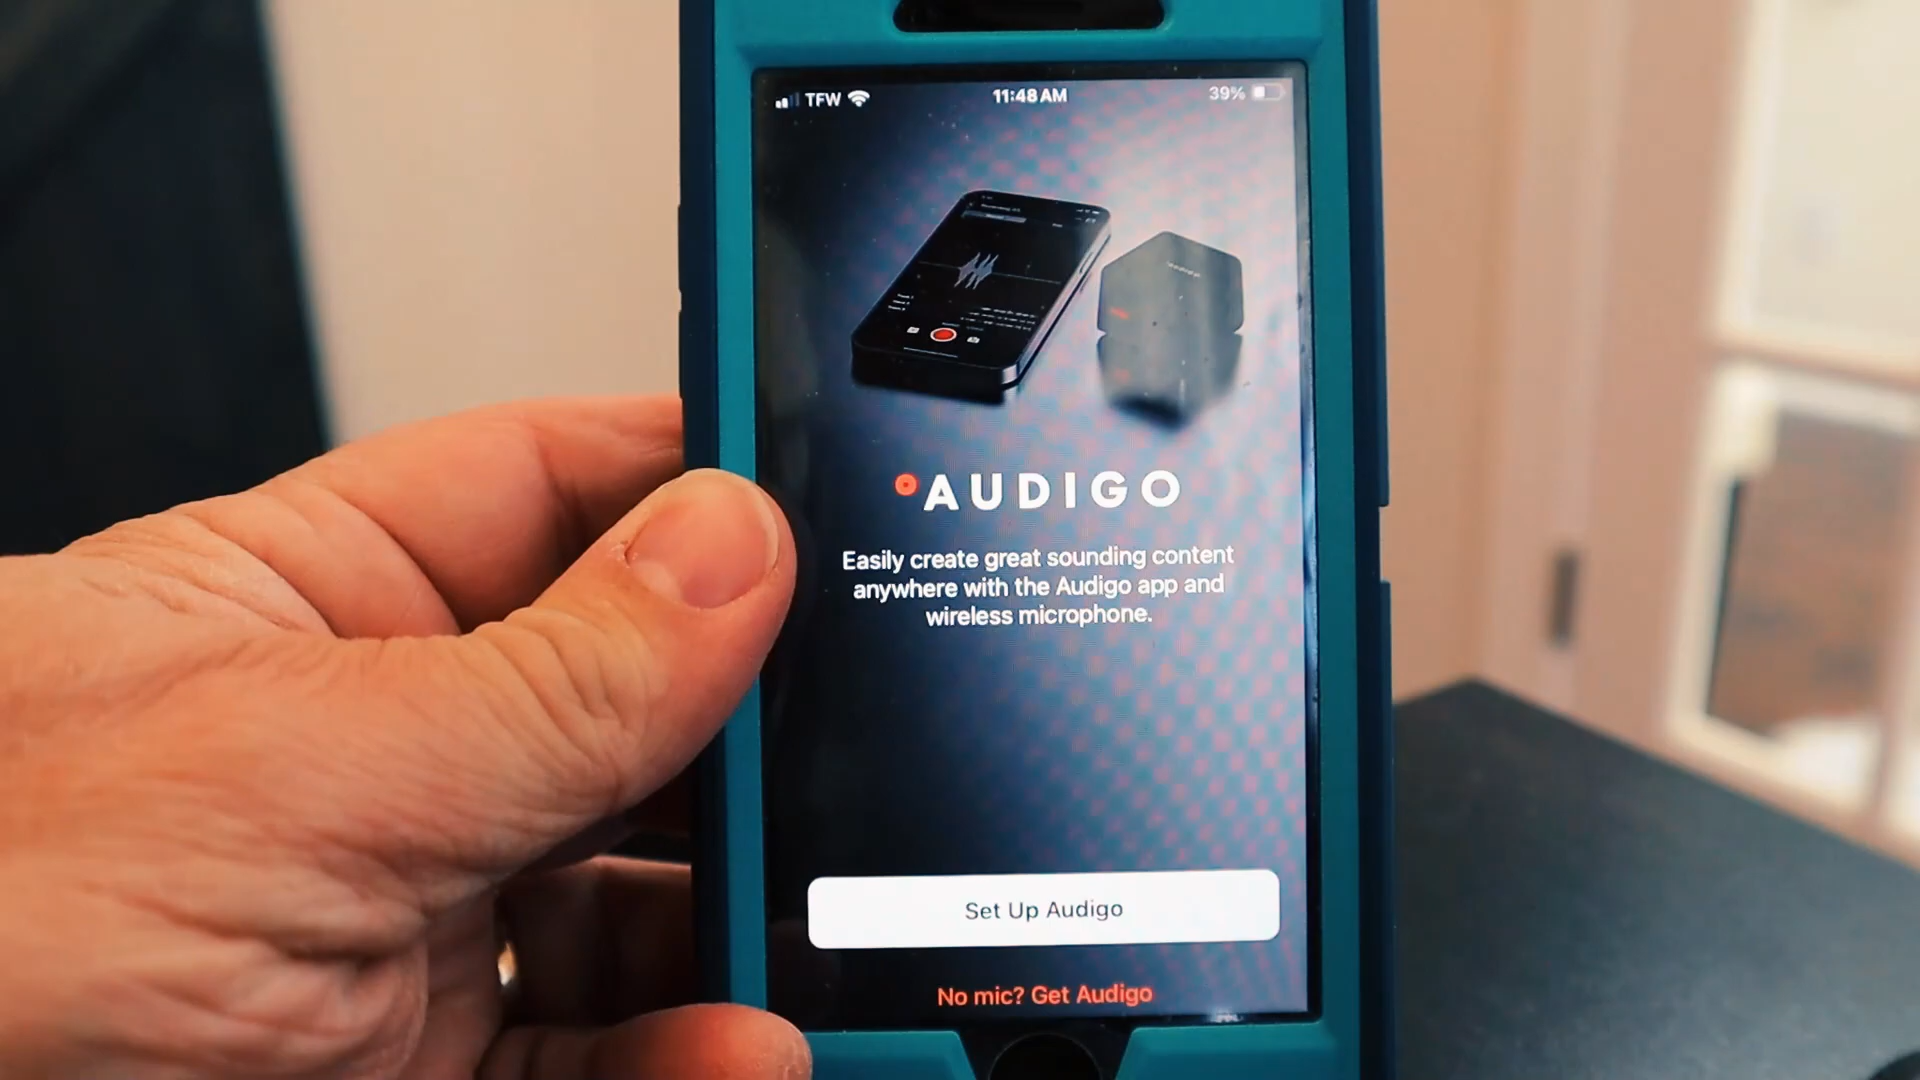 TFW
11:48 AM
39%
AUDIGO
Easily create great sounding content
anywhere with the Audigo app and
wireless microphone.
Set Up Audigo
No mic? Get Audigo